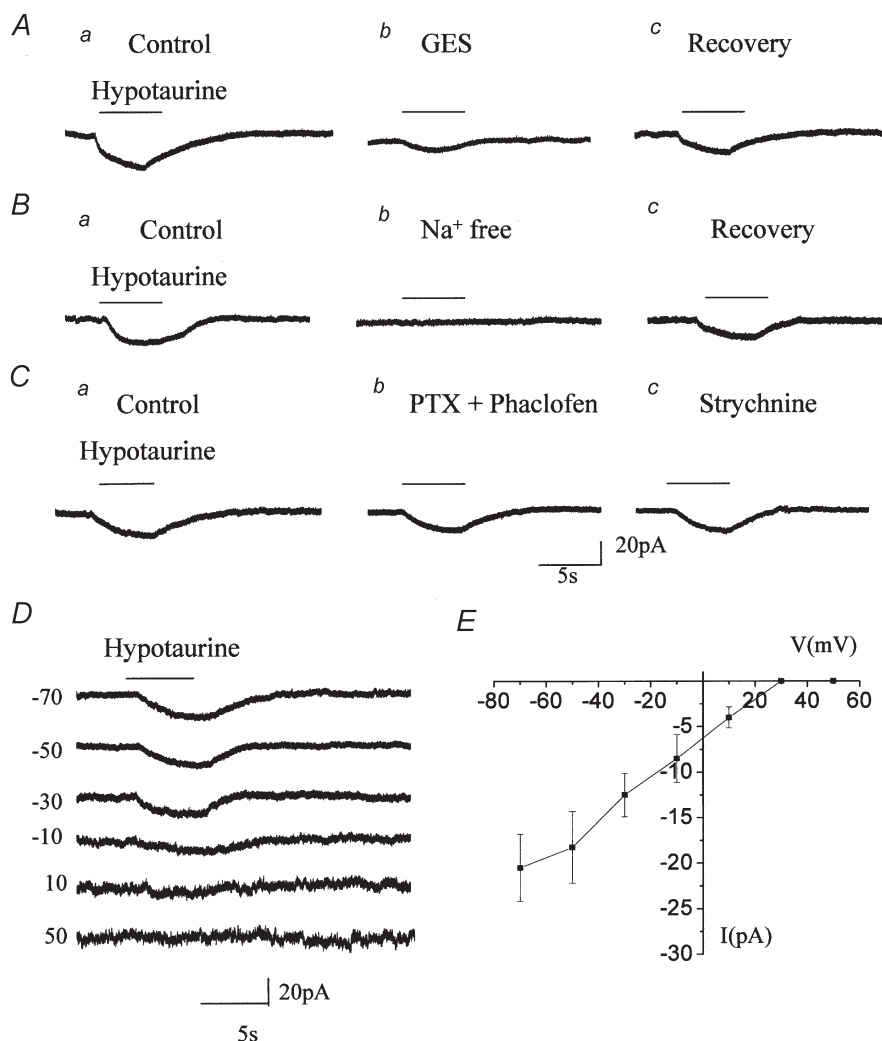 A
a Control b GES c Recovery
Hypotaurine
B
a Control b Na⁺ free c Recovery
Hypotaurine
C
a Control b PTX + Phaclofen c Strychnine
Hypotaurine
20pA
5s
D
Hypotaurine
-70
-50
-30
-10
10
50
20pA
5s
E
V(mV)
-80 -60 -40 -20 20 40 60
-5
-10
-15
-20
-25
-30
I(pA)